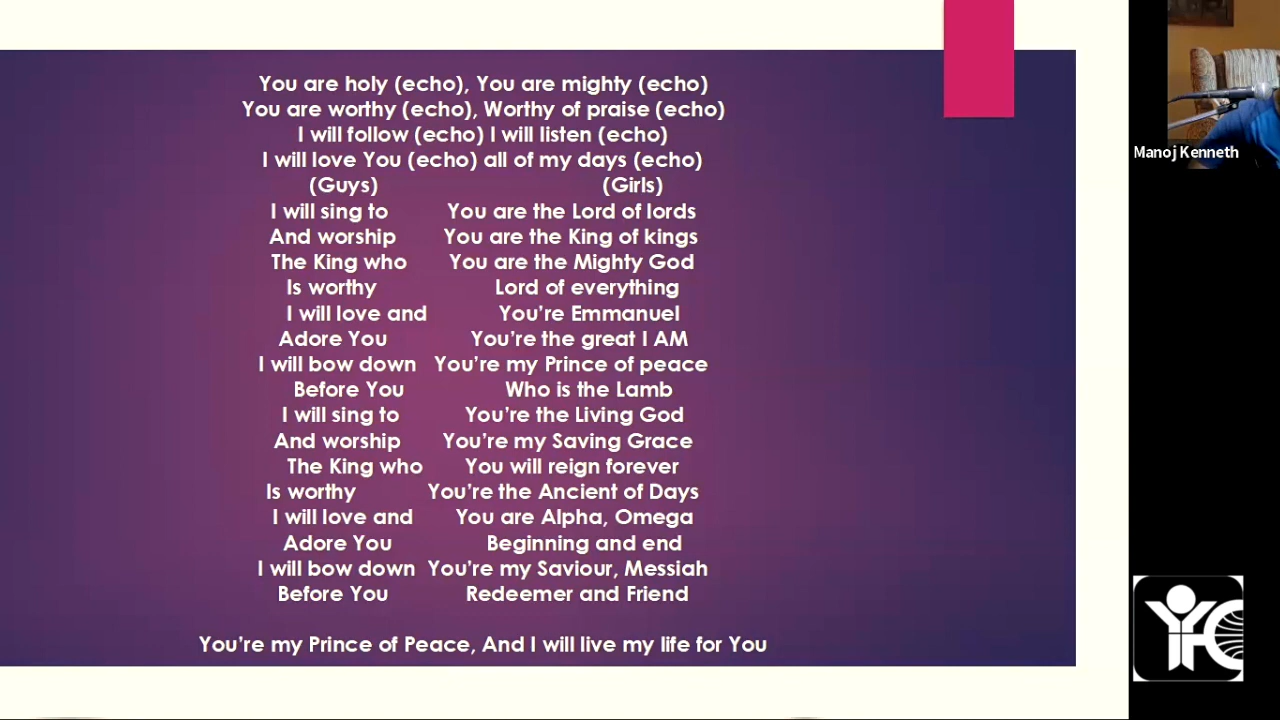 You are holy (echo), You are mighty (echo)
You are worthy (echo), Worthy of praise (echo)
I will follow (echo) I will listen (echo)
I will love You (echo) all of my days (echo)
(Guys) (Girls)
I will sing to You are the Lord of lords
And worship You are the King of kings
The King who You are the Mighty God
Is worthy Lord of everything
I will love and You're Emmanuel
Adore You You're the great I AM
I will bow down You're my Prince of peace
Before You Who is the Lamb
I will sing to You're the Living God
And worship You're my Saving Grace
The King who You will reign forever
Is worthy You're the Ancient of Days
I will love and You are Alpha, Omega
Adore You Beginning and end
I will bow down You're my Saviour, Messiah
Before You Redeemer and Friend
You're my Prince of Peace, And I will live my life for You
Manoj Kenneth
YFC